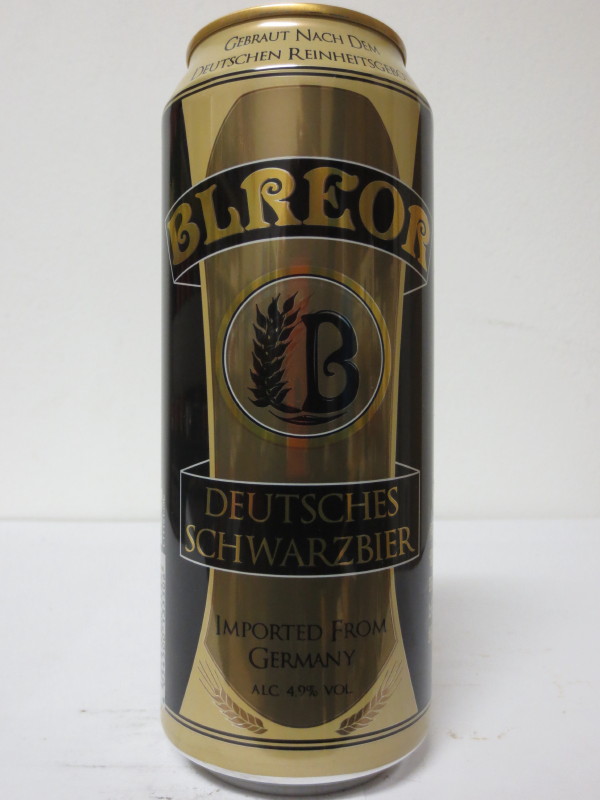 Gebraut Nach Dem
Deutschen Reinheitsgebot
BLREOR
B
DEUTSCHES
SCHWARZBIER
Imported From
Germany
ALC 4.9% VOL